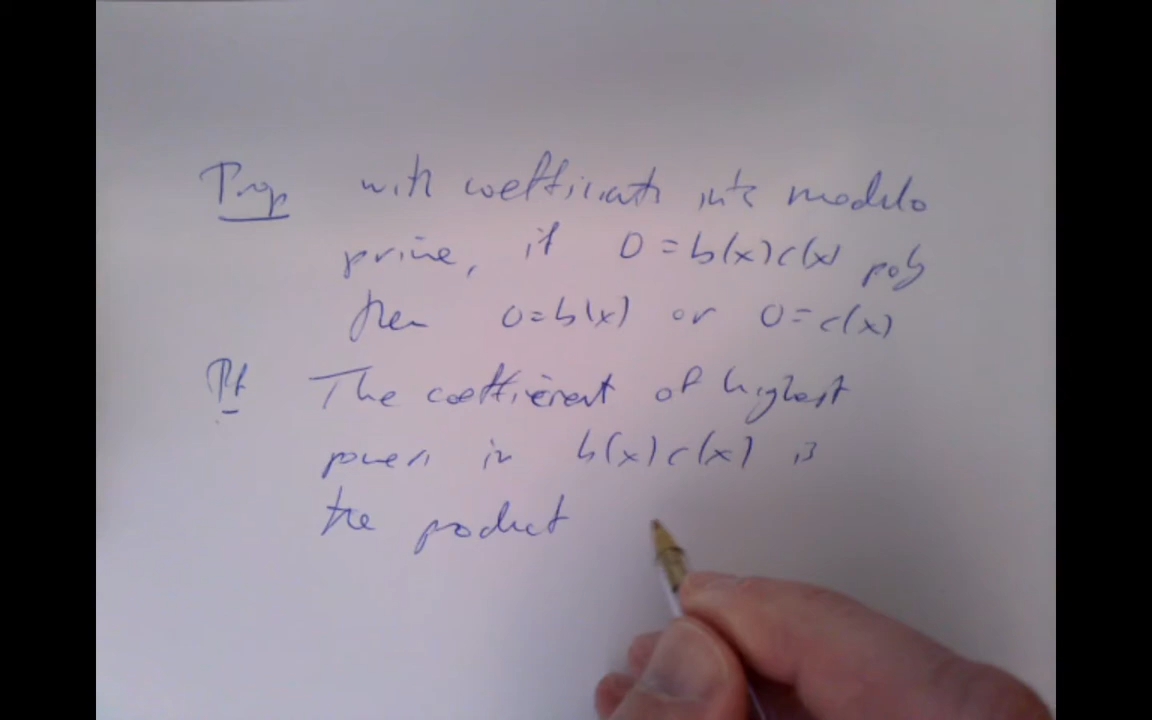 Prop with coefficients ints modulo
prime, if 0 = b(x)c(x) poly
then 0=b(x) or 0=c(x)
Pf The coefficient of highest
power in b(x)c(x) is
the product